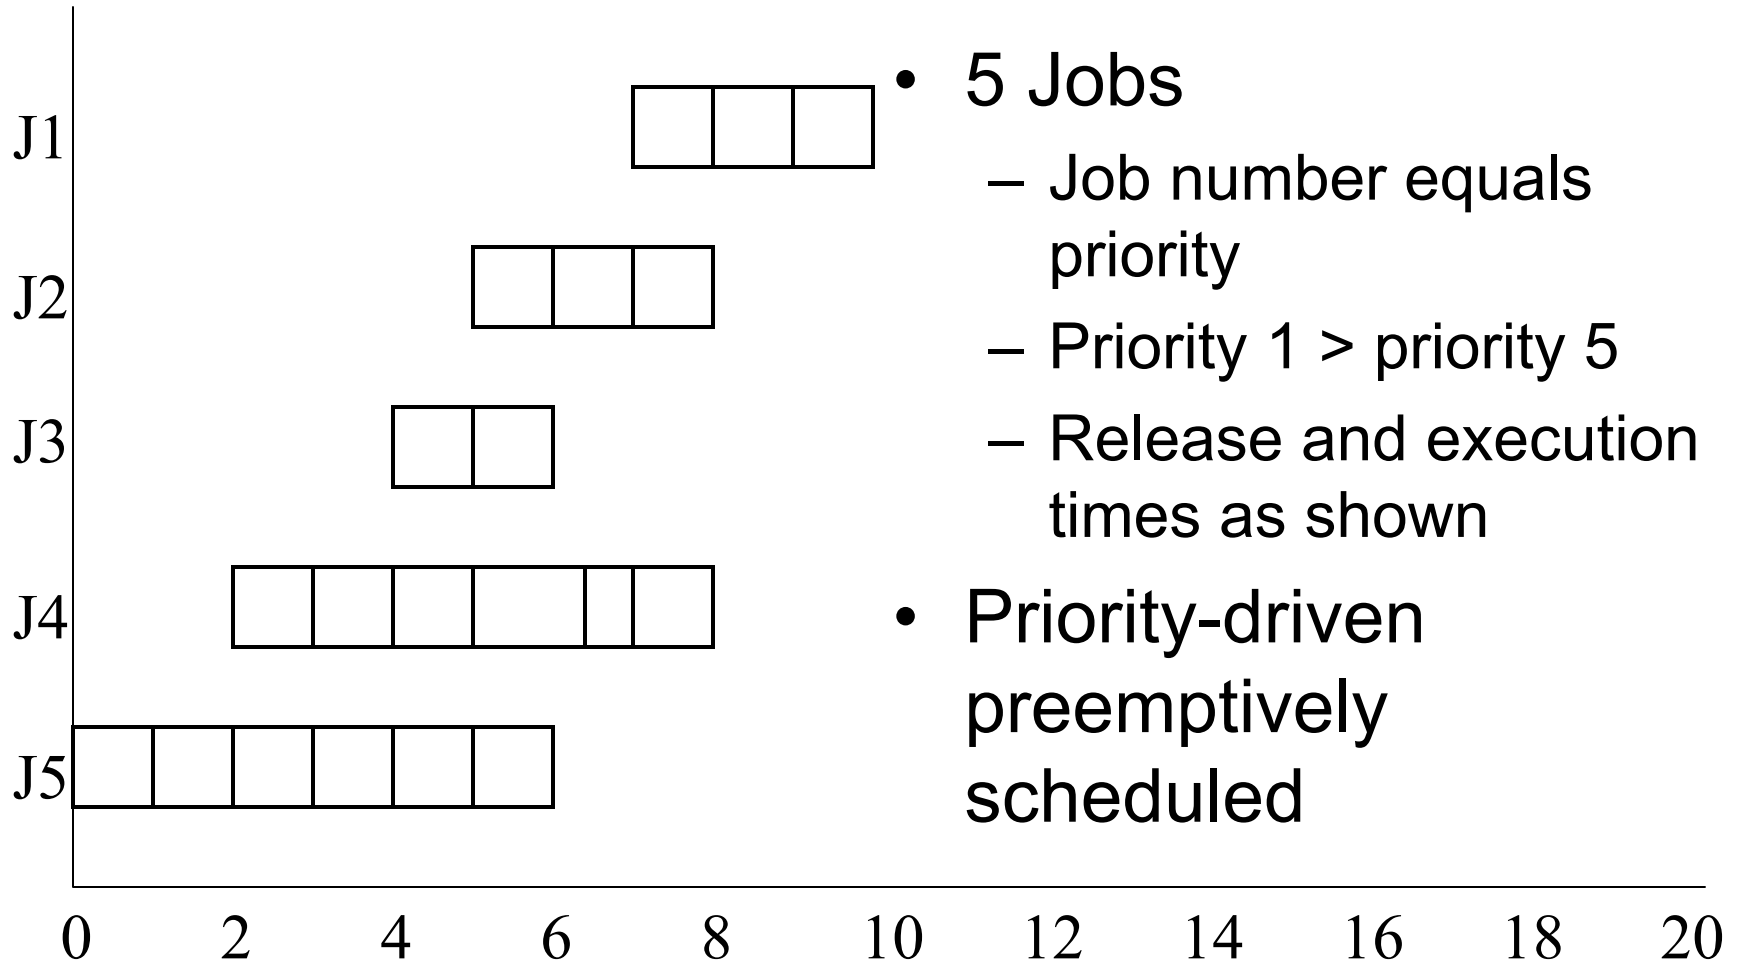 J1
J2
J3
J4
J5
0 2 4 6 8 10 12 14 16 18 20
• 5 Jobs
– Job number equals
priority
– Priority 1 > priority 5
– Release and execution
times as shown
• Priority-driven
preemptively
scheduled